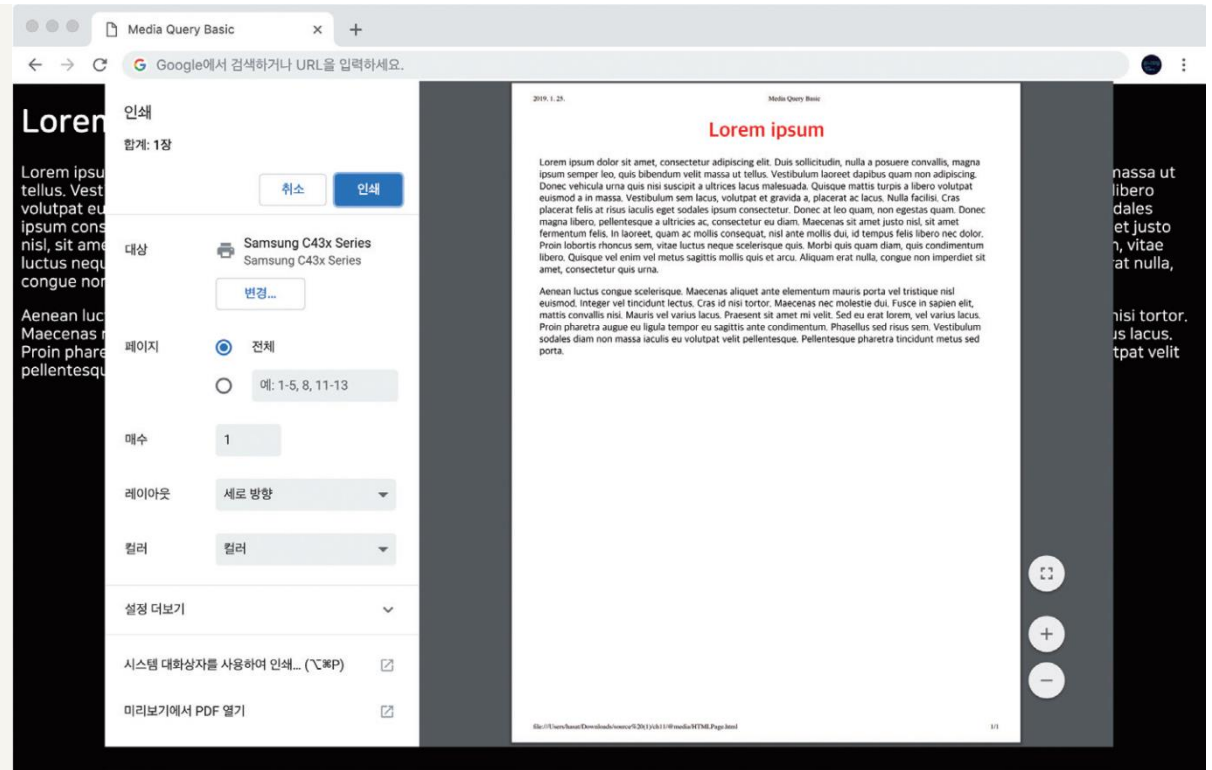 Media Query Basic
Google에서 검색하거나 URL을 입력하세요.
Loren
Lorem ipsu
tellus. Vest
volutpat eu
ipsum cons
nisl, sit ame
luctus nequ
congue nor
Aenean luc
Maecenas r
Proin phare
pellentesqu
인쇄
합계: 1장
취소 인쇄
대상 Samsung C43x Series
Samsung C43x Series
변경...
페이지 전체
예: 1-5, 8, 11-13
매수 1
레이아웃 세로 방향
컬러 컬러
설정 더보기
시스템 대화상자를 사용하여 인쇄... (⌥⌘P)
미리보기에서 PDF 열기
2019. 1. 25. Media Query Basic
Lorem ipsum
Lorem ipsum dolor sit amet, consectetur adipiscing elit. Duis sollicitudin, nulla a posuere convallis, magna
ipsum semper leo, quis bibendum velit massa ut tellus. Vestibulum laoreet dapibus quam non adipiscing.
Donec vehicula urna quis nisi suscipit a ultrices lacus malesuada. Quisque mattis turpis a libero volutpat
euismod a in massa. Vestibulum sem lacus, volutpat et gravida a, placerat ac lacus. Nulla facilisi. Cras
placerat felis at risus iaculis eget sodales ipsum consectetur. Donec at leo quam, non egestas quam. Donec
magna libero, pellentesque a ultricies ac, consectetur eu diam. Maecenas sit amet justo nisl, sit amet
fermentum felis. In laoreet, quam ac mollis consequat, nisl ante mollis dui, id tempus felis libero nec dolor.
Proin lobortis rhoncus sem, vitae luctus neque scelerisque quis. Morbi quis quam diam, quis condimentum
libero. Quisque vel enim vel metus sagittis mollis quis et arcu. Aliquam erat nulla, congue non imperdiet sit
amet, consectetur quis urna.
Aenean luctus congue scelerisque. Maecenas aliquet ante elementum mauris porta vel tristique nisl
euismod. Integer vel tincidunt lectus. Cras id nisi tortor. Maecenas nec molestie dui. Fusce in sapien elit,
mattis convallis nisi. Mauris vel varius lacus. Praesent sit amet mi velit. Sed eu erat lorem, vel varius lacus.
Proin pharetra augue eu ligula tempor eu sagittis ante condimentum. Phasellus sed risus sem. Vestibulum
sodales diam non massa iaculis eu volutpat velit pellentesque. Pellentesque pharetra tincidunt metus sed
porta.
file:///Users/hasat/Downloads/source%20(1)/ch11/@media/HTMLPage.html 1/1
massa ut
libero
dales
et justo
n, vitae
rat nulla,
nisi tortor.
us lacus.
tpat velit